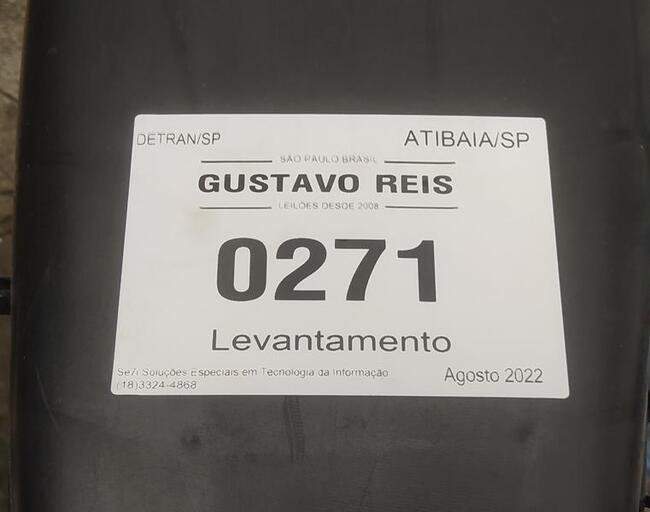 DETRAN/SP
ATIBAIA/SP
SÃO PAULO BRASIL
GUSTAVO REIS
LEILÕES DESDE 2008
0271
Levantamento
Se7i Soluções Especiais em Tecnologia da Informação
(18)3324-4868
Agosto 2022